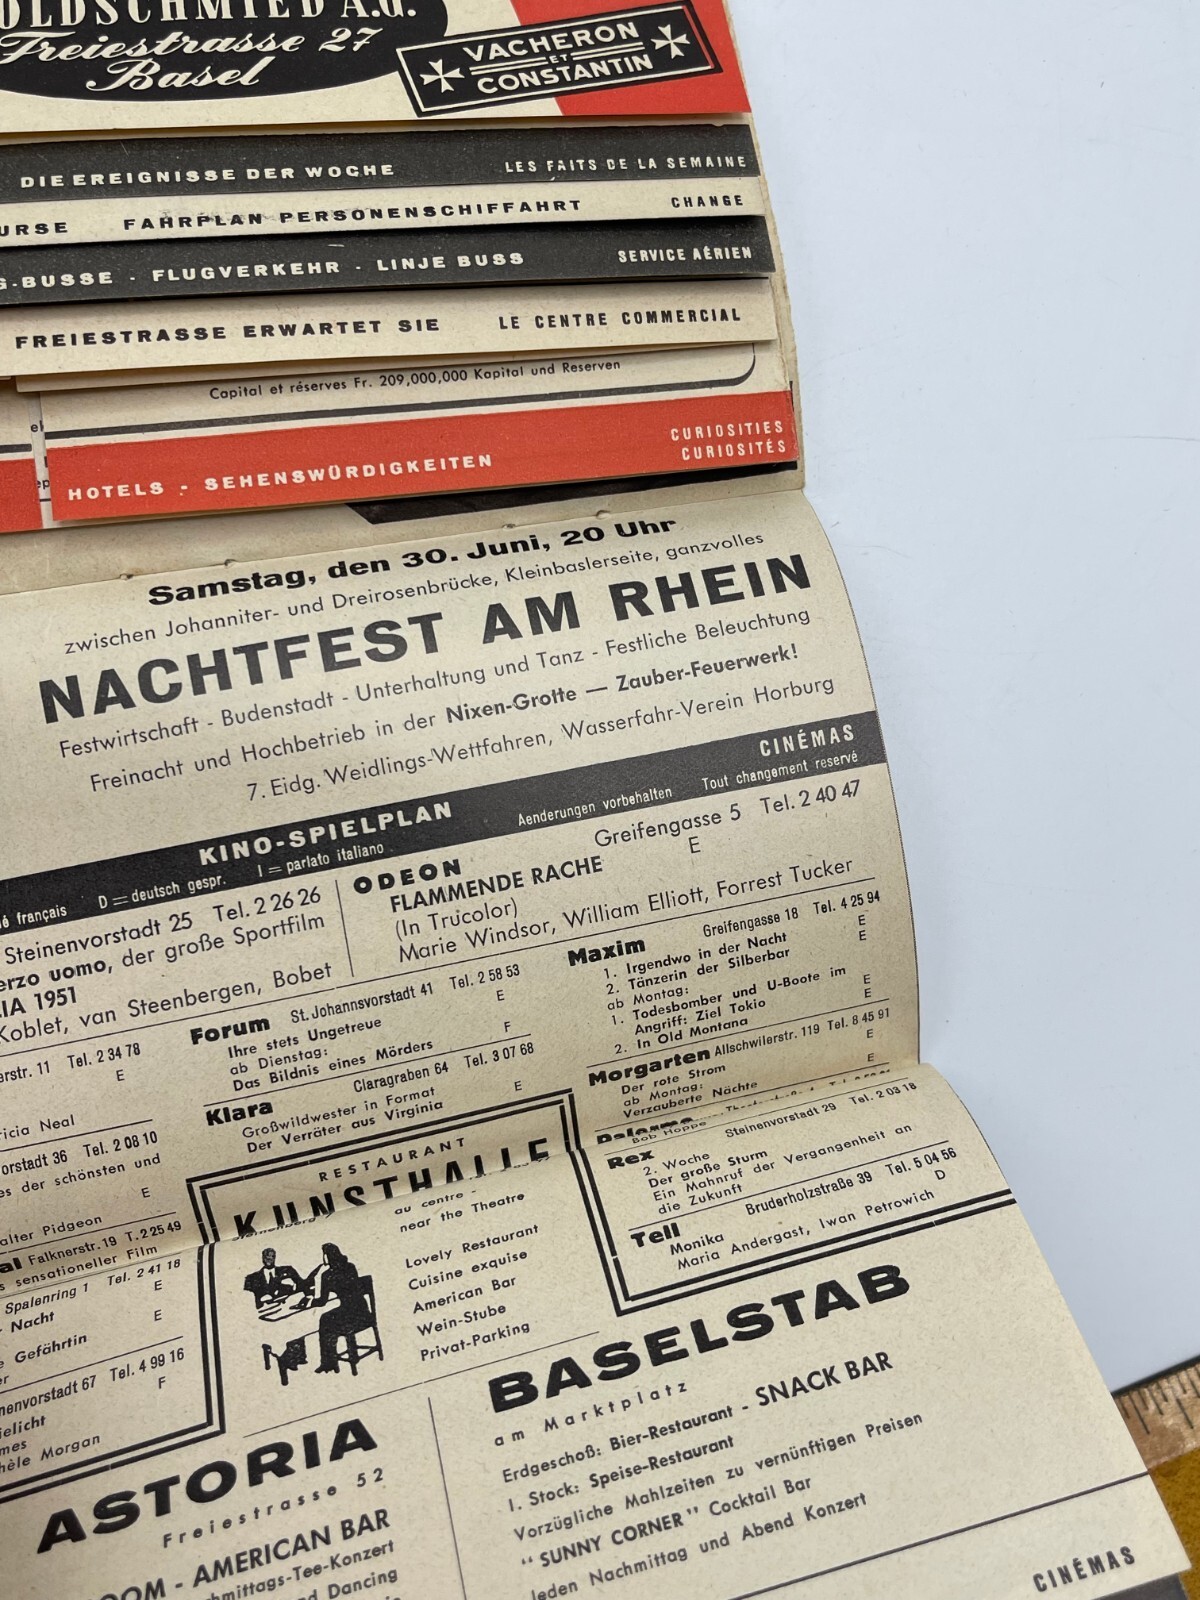 OLDSCHMIED A.G.
Freiestrasse 27
Basel
VACHERON
ET
CONSTANTIN
DIE EREIGNISSE DER WOCHE LES FAITS DE LA SEMAINE
URSE FAHRPLAN PERSONENSCHIFFAHRT CHANGE
G-BUSSE - FLUGVERKEHR - LINJE BUSS SERVICE AÉRIEN
FREIESTRASSE ERWARTET SIE LE CENTRE COMMERCIAL
Capital et réserves Fr. 209,000,000 Kapital und Reserven
HOTELS - SEHENSWÜRDIGKEITEN
CURIOSITIES
CURIOSITÉS
Samstag, den 30. Juni, 20 Uhr
zwischen Johanniter- und Dreirosenbrücke, Kleinbaslerseite, ganzvolles
NACHTFEST AM RHEIN
Festwirtschaft - Budenstadt - Unterhaltung und Tanz - Festliche Beleuchtung
Freinacht und Hochbetrieb in der Nixen-Grotte — Zauber-Feuerwerk!
7. Eidg. Weidlings-Wettfahren, Wasserfahr-Verein Horburg
KINO-SPIELPLAN CINÉMAS
Aenderungen vorbehalten Tout changement reservé
é français D = deutsch gespr. I = parlato italiano
Steinenvorstadt 25 Tel. 2 26 26
erzo uomo, der große Sportfilm
IA 1951
Koblet, van Steenbergen, Bobet
ODEON Greifengasse 5 Tel. 2 40 47
FLAMMENDE RACHE E
(In Trucolor)
Marie Windsor, William Elliott, Forrest Tucker
erstr. 11 Tel. 2 34 78
E
ricia Neal
orstadt 36 Tel. 2 08 10
es der schönsten und
E
alter Pidgeon
al Falknerstr. 19 T. 2 25 49
s sensationeller Film
Spalenring 1 Tel. 2 41 18
Nacht E
e Gefährtin E
er
nenvorstadt 67 Tel. 4 99 16
ielicht F
mes
hèle Morgan
Forum St. Johannsvorstadt 41 Tel. 2 58 53
Ihre stets Ungetreue E
ab Dienstag:
Das Bildnis eines Mörders F
Klara Claragraben 64 Tel. 3 07 68
Großwildwester in Format
Der Verräter aus Virginia E
Maxim Greifengasse 18 Tel. 4 25 94
1. Irgendwo in der Nacht E
2. Tänzerin der Silberbar E
ab Montag:
1. Todesbomber und U-Boote im
Angriff: Ziel Tokio E
2. In Old Montana E
Morgarten Allschwilerstr. 119 Tel. 8 45 91
Der rote Strom E
ab Montag:
Verzauberte Nächte E
Palermo
Bob Hoppe
Rex Steinenvorstadt 29 Tel. 2 03 18
2. Woche
Der große Sturm
Ein Mahnruf der Vergangenheit an
die Zukunft
Tell Bruderholzstraße 39 Tel. 5 04 56
Monika D
Maria Andergast, Iwan Petrowich
RESTAURANT
KUNSTHALLE
au centre -
near the Theatre
Lovely Restaurant
Cuisine exquise
American Bar
Wein-Stube
Privat-Parking
ASTORIA
Freiestrasse 52
OOM - AMERICAN BAR
hmittags-Tee-Konzert
nd Dancing
BASELSTAB
am Marktplatz
Erdgeschoß: Bier-Restaurant - SNACK BAR
I. Stock: Speise-Restaurant
Vorzügliche Mahlzeiten zu vernünftigen Preisen
"SUNNY CORNER" Cocktail Bar
Jeden Nachmittag und Abend Konzert
CINÉMAS